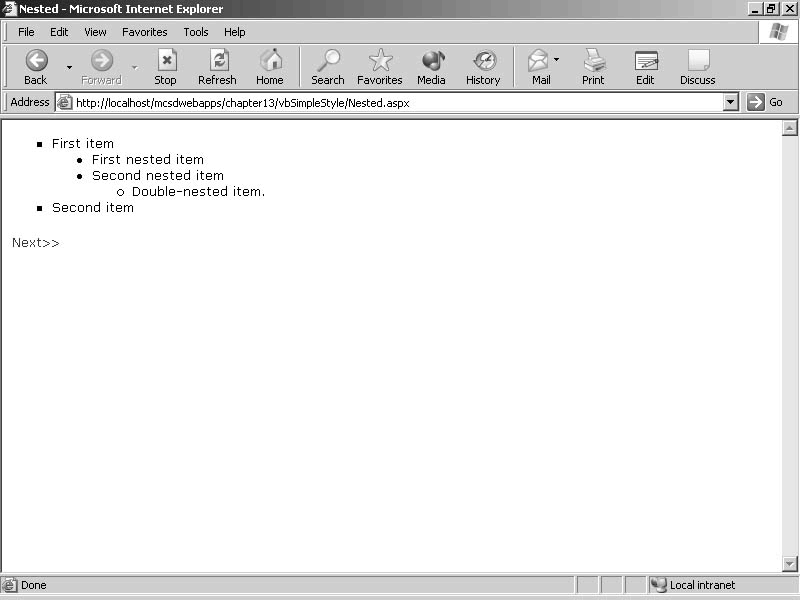 Nested - Microsoft Internet Explorer
File Edit View Favorites Tools Help
Back Forward Stop Refresh Home Search Favorites Media History Mail Print Edit Discuss
Address http://localhost/mcsdwebapps/chapter13/vbSimpleStyle/Nested.aspx Go
First item
First nested item
Second nested item
Double-nested item.
Second item
Next>>
Done Local intranet